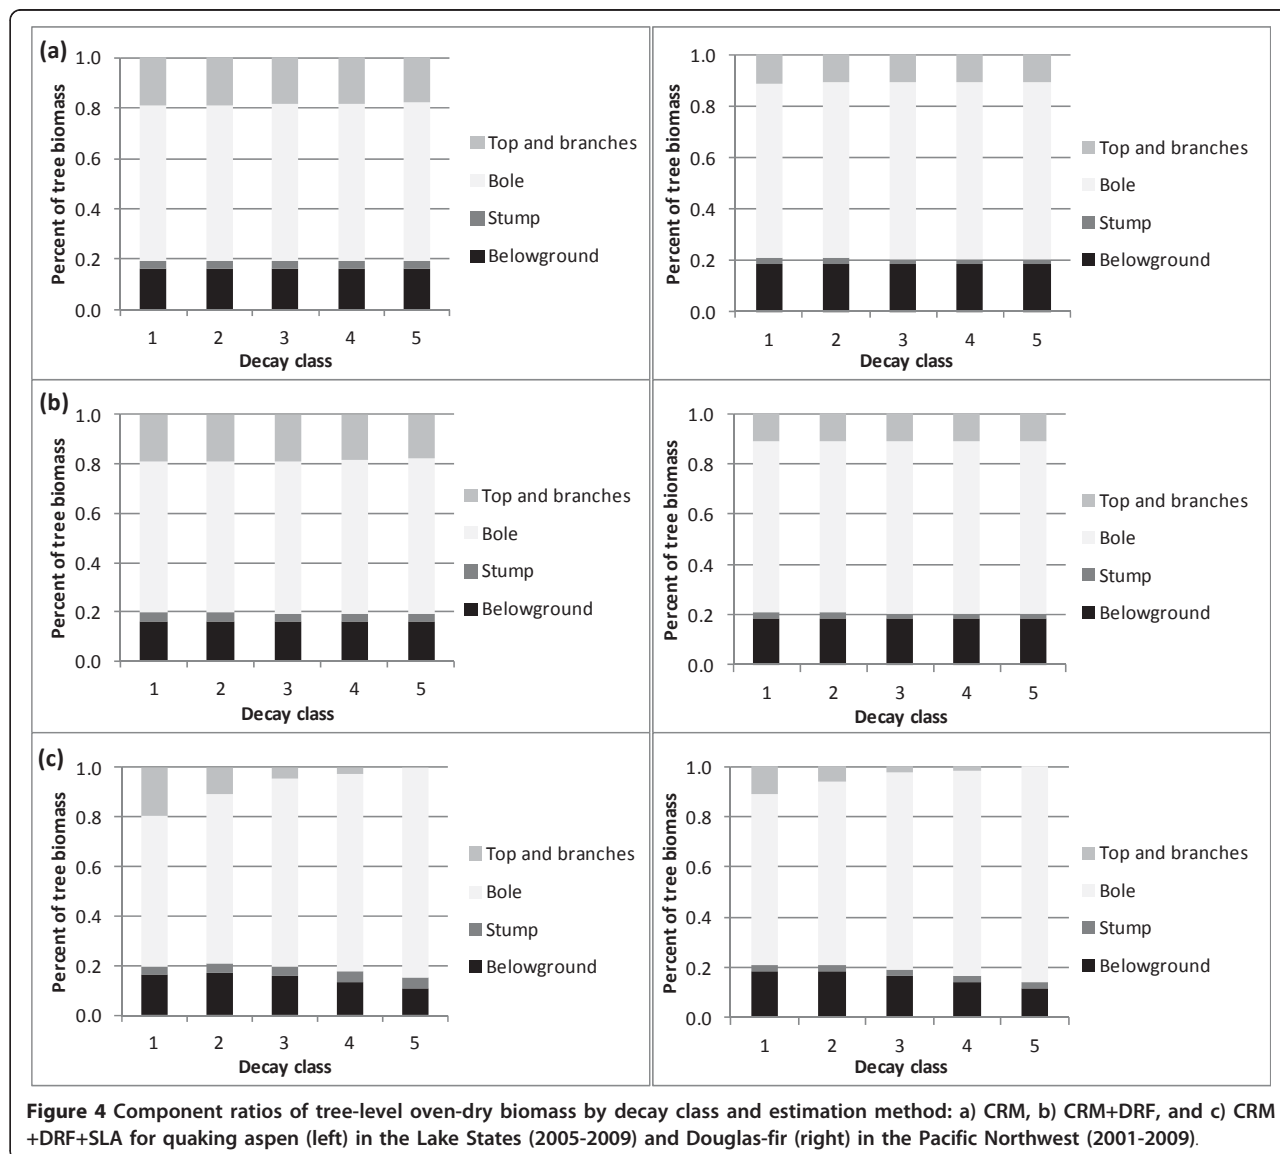 (a)
Percent of tree biomass
1.0
0.8
0.6
0.4
0.2
0.0
1 2 3 4 5
Decay class
Top and branches
Bole
Stump
Belowground
Percent of tree biomass
1.0
0.8
0.6
0.4
0.2
0.0
1 2 3 4 5
Decay class
Top and branches
Bole
Stump
Belowground
(b)
Percent of tree biomass
1.0
0.8
0.6
0.4
0.2
0.0
1 2 3 4 5
Decay class
Top and branches
Bole
Stump
Belowground
Percent of tree biomass
1.0
0.8
0.6
0.4
0.2
0.0
1 2 3 4 5
Decay class
Top and branches
Bole
Stump
Belowground
(c)
Percent of tree biomass
1.0
0.8
0.6
0.4
0.2
0.0
1 2 3 4 5
Decay class
Top and branches
Bole
Stump
Belowground
Percent of tree biomass
1.0
0.8
0.6
0.4
0.2
0.0
1 2 3 4 5
Decay class
Top and branches
Bole
Stump
Belowground
Figure 4 Component ratios of tree-level oven-dry biomass by decay class and estimation method: a) CRM, b) CRM+DRF, and c) CRM
+DRF+SLA for quaking aspen (left) in the Lake States (2005-2009) and Douglas-fir (right) in the Pacific Northwest (2001-2009).